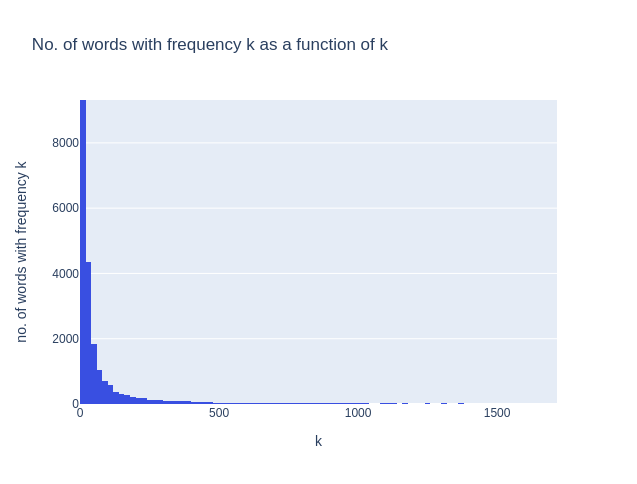 No. of words with frequency k as a function of k
no. of words with frequency k
8000
6000
4000
2000
0
0 500 1000 1500
k